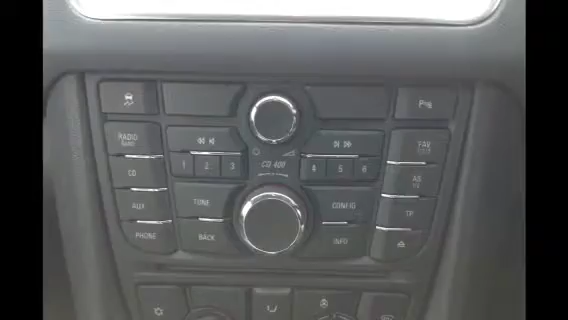 P
RADIO
BAND
CD
AUX
PHONE
1 2 3
TONE
BACK
CD 400
4 5 6
CONFIG
INFO
FAV
AS
TP